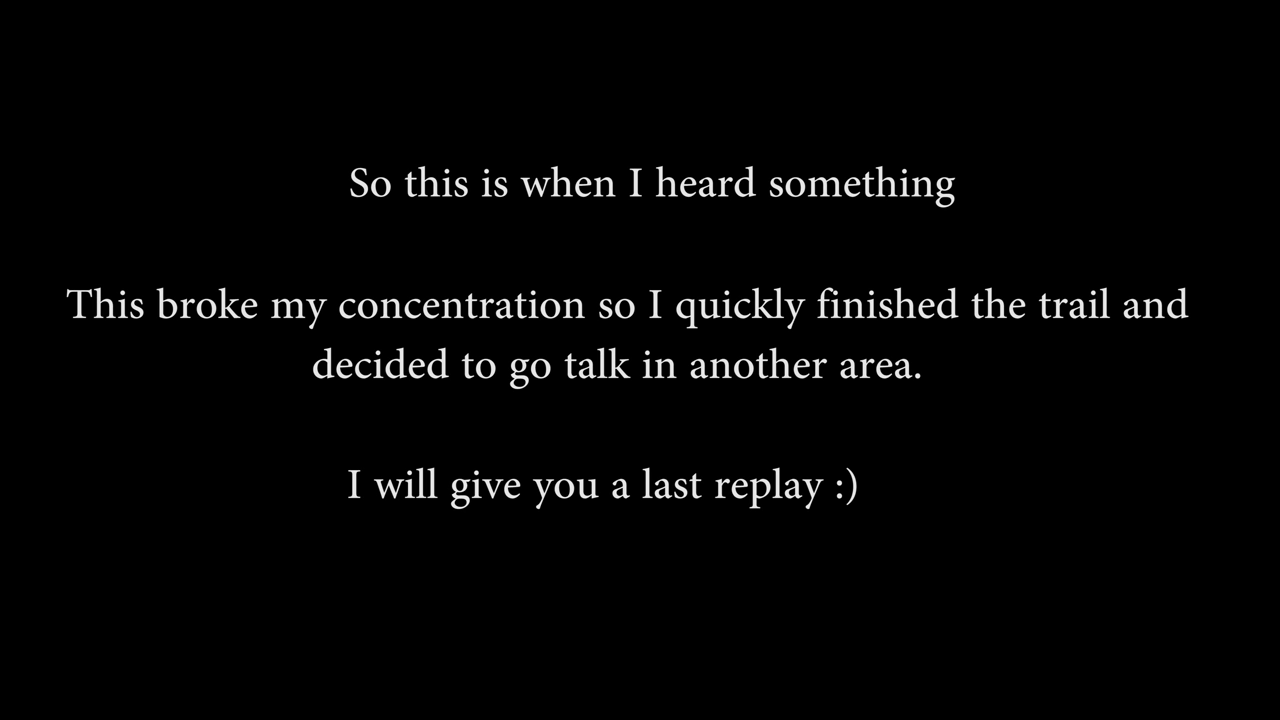 So this is when I heard something
This broke my concentration so I quickly finished the trail and
decided to go talk in another area.
I will give you a last replay :)